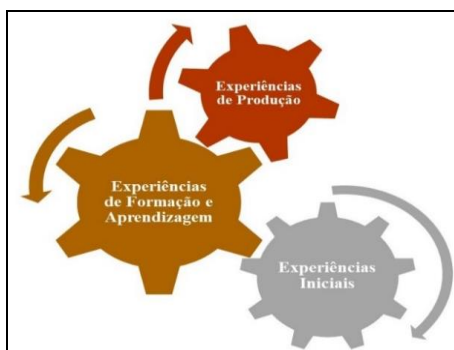 Experiências
de Produção
Experiências
de Formação e
Aprendizagem
Experiências
Iniciais